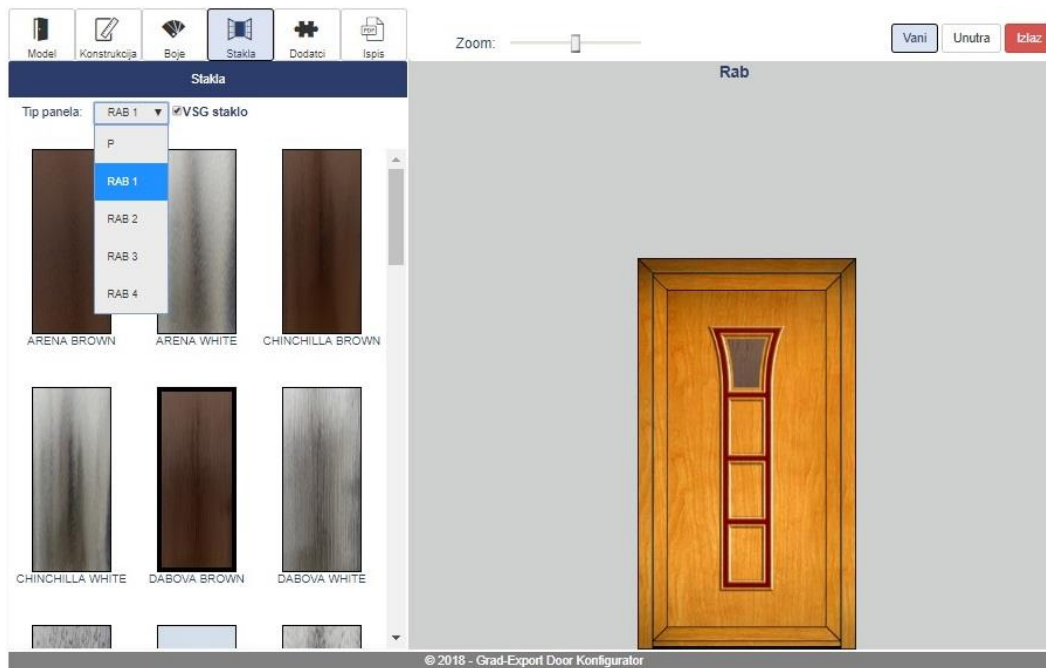 Model Konstrukcija Boje Stakla Dodatci PDF Ispis
Zoom:
Vani Unutra Izlaz
Stakla
Rab
Tip panela: RAB 1 ▼ VSG staklo
P
RAB 1
RAB 2
RAB 3
RAB 4
ARENA BROWN ARENA WHITE CHINCHILLA BROWN
CHINCHILLA WHITE DABOVA BROWN DABOVA WHITE
© 2018 - Grad-Export Door Konfigurator